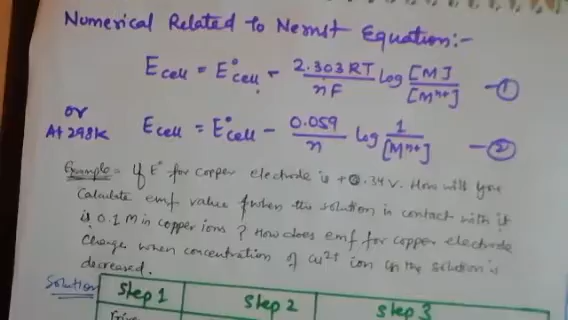 Numerical Related to Nernst Equation:-
Ecell = E°cell - 2.303RT/nF Log [M]/[Mn+] - ①
or
At 298K Ecell = E°cell - 0.059/n log 1/[Mn+] - ②
Example = If E° for copper electrode is +0.34V. How will you
Calculate emf value when the solution in contact with it
is 0.1 M in copper ions ? How does emf for copper electrode
Change when concentration of Cu2+ ion in the solution is
decreased.
Solution Step 1 Step 2 Step 3